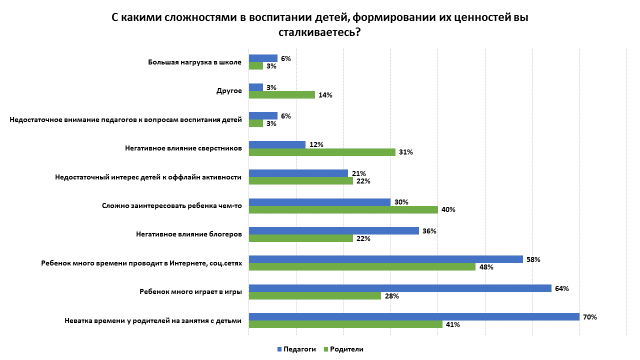 С какими сложностями в воспитании детей, формировании их ценностей вы
сталкиваетесь?
Большая нагрузка в школе
6%
3%
Другое
3%
14%
Недостаточное внимание педагогов к вопросам воспитания детей
6%
3%
Негативное влияние сверстников
12%
31%
Недостаточный интерес детей к оффлайн активности
21%
22%
Сложно заинтересовать ребенка чем-то
30%
40%
Негативное влияние блогеров
36%
22%
Ребенок много времени проводит в Интернете, соц.сетях
58%
48%
Ребенок много играет в игры
64%
28%
Неватка времени у родителей на занятия с детьми
70%
41%
Педагоги Родители